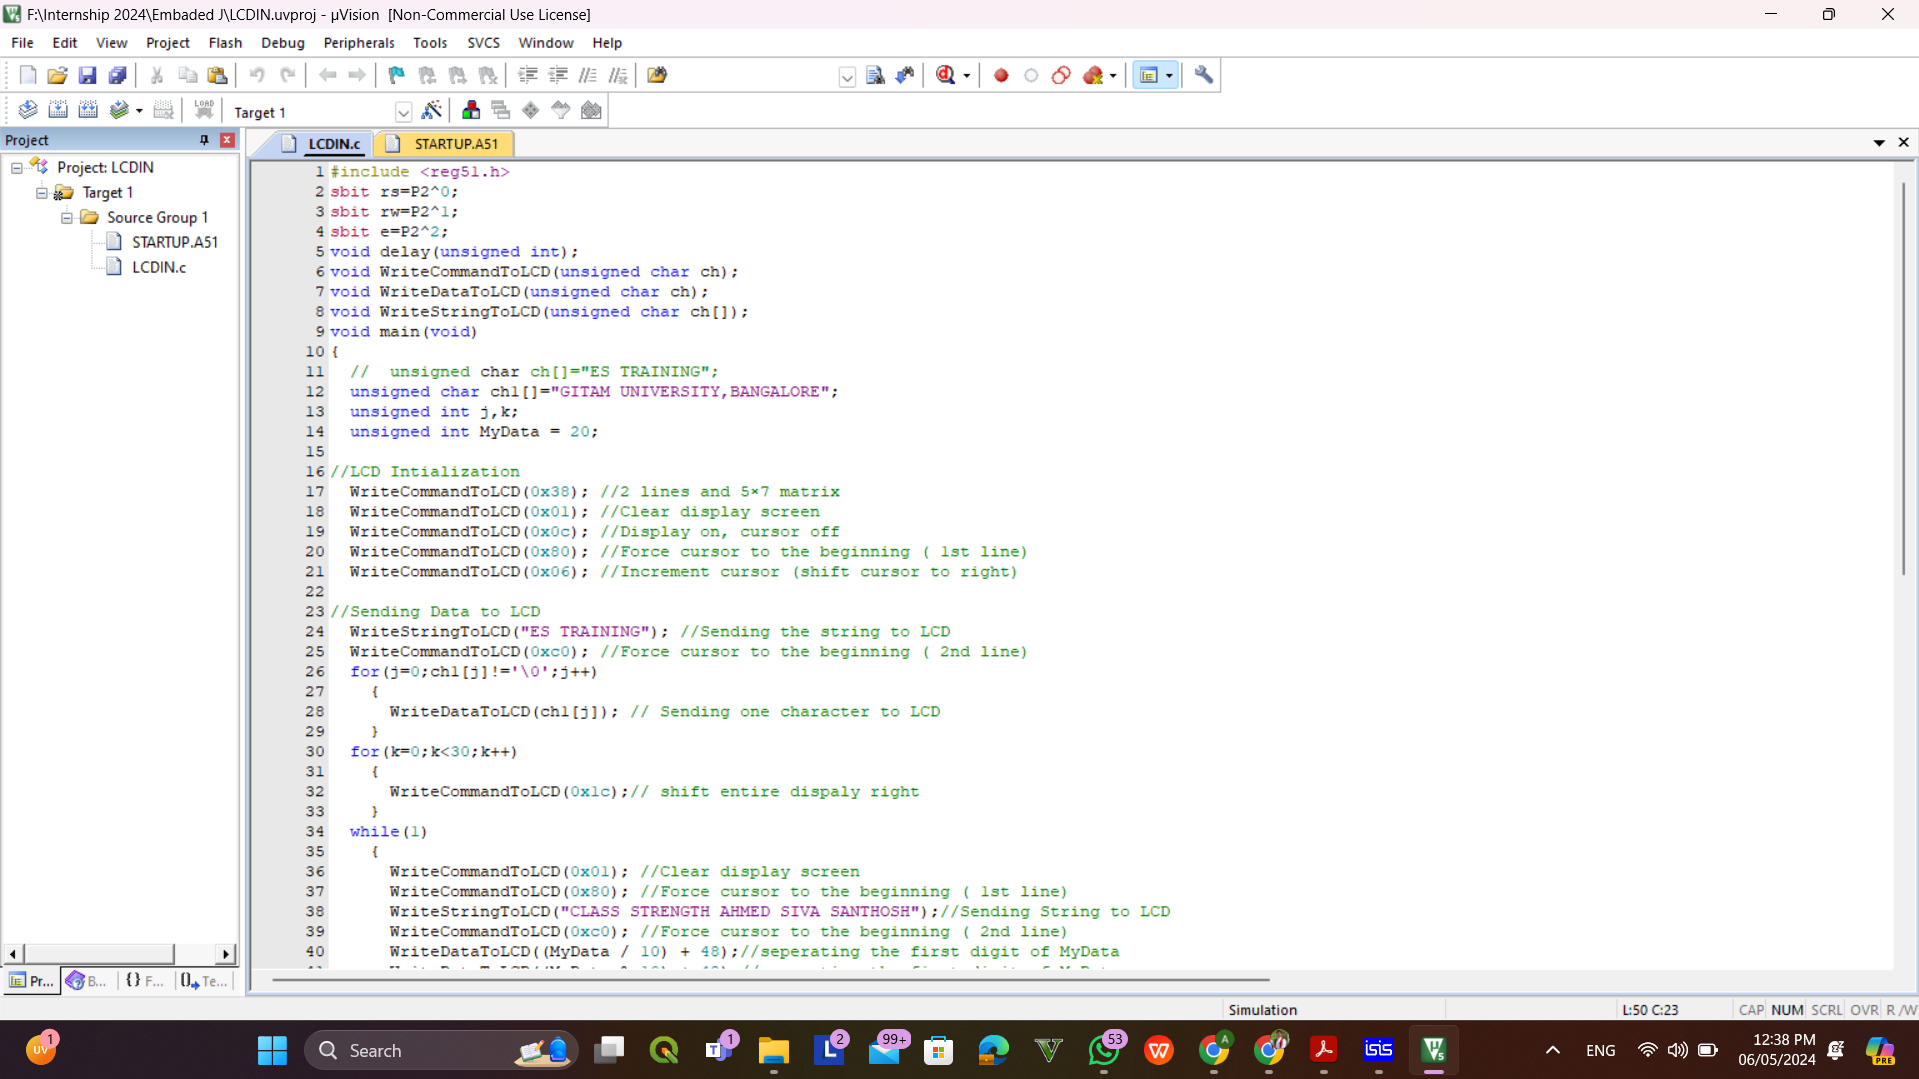 F:\Internship 2024\Embaded J\LCDIN.uvproj - µVision  [Non-Commercial Use License]
File Edit View Project Flash Debug Peripherals Tools SVCS Window Help
LOAD Target 1
Project
LCDIN.c STARTUP.A51
Project: LCDIN
Target 1
Source Group 1
STARTUP.A51
LCDIN.c
1 #include <reg51.h>
2 sbit rs=P2^0;
3 sbit rw=P2^1;
4 sbit e=P2^2;
5 void delay(unsigned int);
6 void WriteCommandToLCD(unsigned char ch);
7 void WriteDataToLCD(unsigned char ch);
8 void WriteStringToLCD(unsigned char ch[]);
9 void main(void)
10 {
11 //  unsigned char ch[]="ES TRAINING";
12 unsigned char ch1[]="GITAM UNIVERSITY,BANGALORE";
13 unsigned int j,k;
14 unsigned int MyData = 20;
15
16 //LCD Intialization
17 WriteCommandToLCD(0x38); //2 lines and 5×7 matrix
18 WriteCommandToLCD(0x01); //Clear display screen
19 WriteCommandToLCD(0x0c); //Display on, cursor off
20 WriteCommandToLCD(0x80); //Force cursor to the beginning ( 1st line)
21 WriteCommandToLCD(0x06); //Increment cursor (shift cursor to right)
22
23 //Sending Data to LCD
24 WriteStringToLCD("ES TRAINING"); //Sending the string to LCD
25 WriteCommandToLCD(0xc0); //Force cursor to the beginning ( 2nd line)
26 for(j=0;ch1[j]!='\0';j++)
27 {
28 WriteDataToLCD(ch1[j]); // Sending one character to LCD
29 }
30 for(k=0;k<30;k++)
31 {
32 WriteCommandToLCD(0x1c);// shift entire dispaly right
33 }
34 while(1)
35 {
36 WriteCommandToLCD(0x01); //Clear display screen
37 WriteCommandToLCD(0x80); //Force cursor to the beginning ( 1st line)
38 WriteStringToLCD("CLASS STRENGTH AHMED SIVA SANTHOSH");//Sending String to LCD
39 WriteCommandToLCD(0xc0); //Force cursor to the beginning ( 2nd line)
40 WriteDataToLCD((MyData / 10) + 48);//seperating the first digit of MyData
Pr... B... {} F... Te...
Simulation L:50 C:23 CAP NUM SCRL OVR R /W
UV 1 Search 1 2 99+ 53 A isis ENG PRE
12:38 PM
06/05/2024